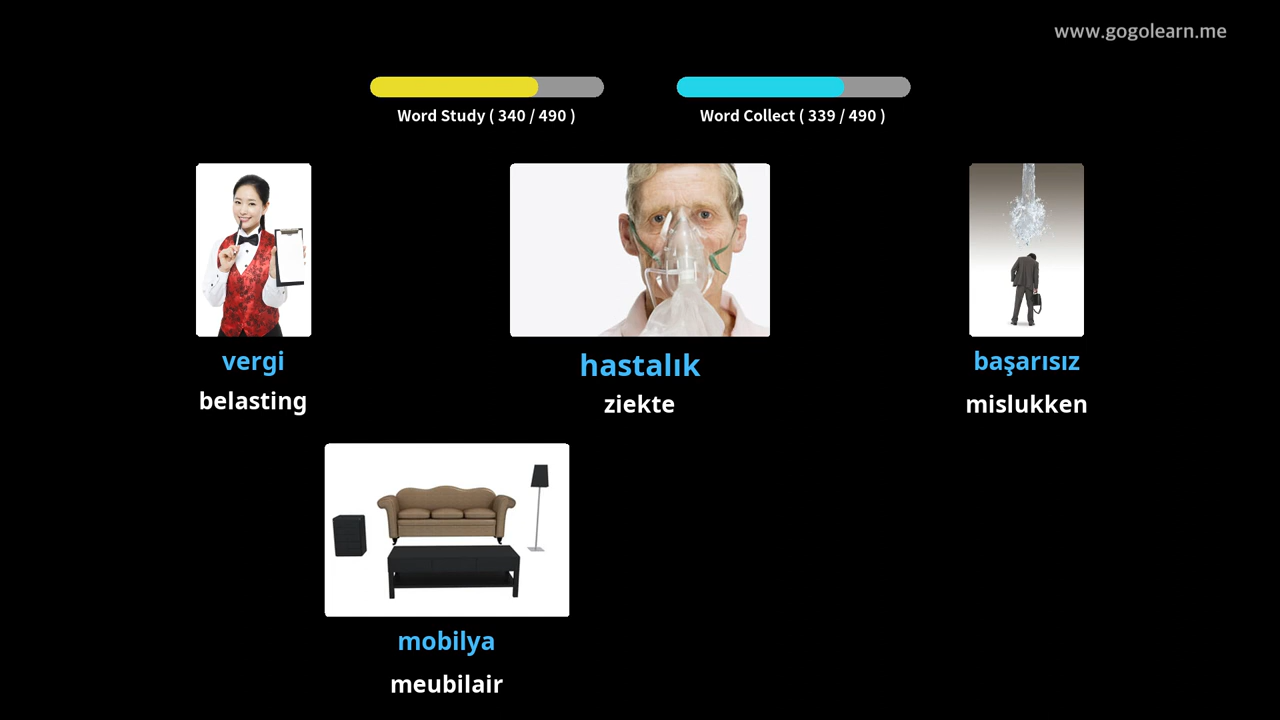 www.gogolearn.me
Word Study ( 340 / 490 )
Word Collect ( 339 / 490 )
vergi
belasting
hastalık
ziekte
başarısız
mislukken
mobilya
meubilair